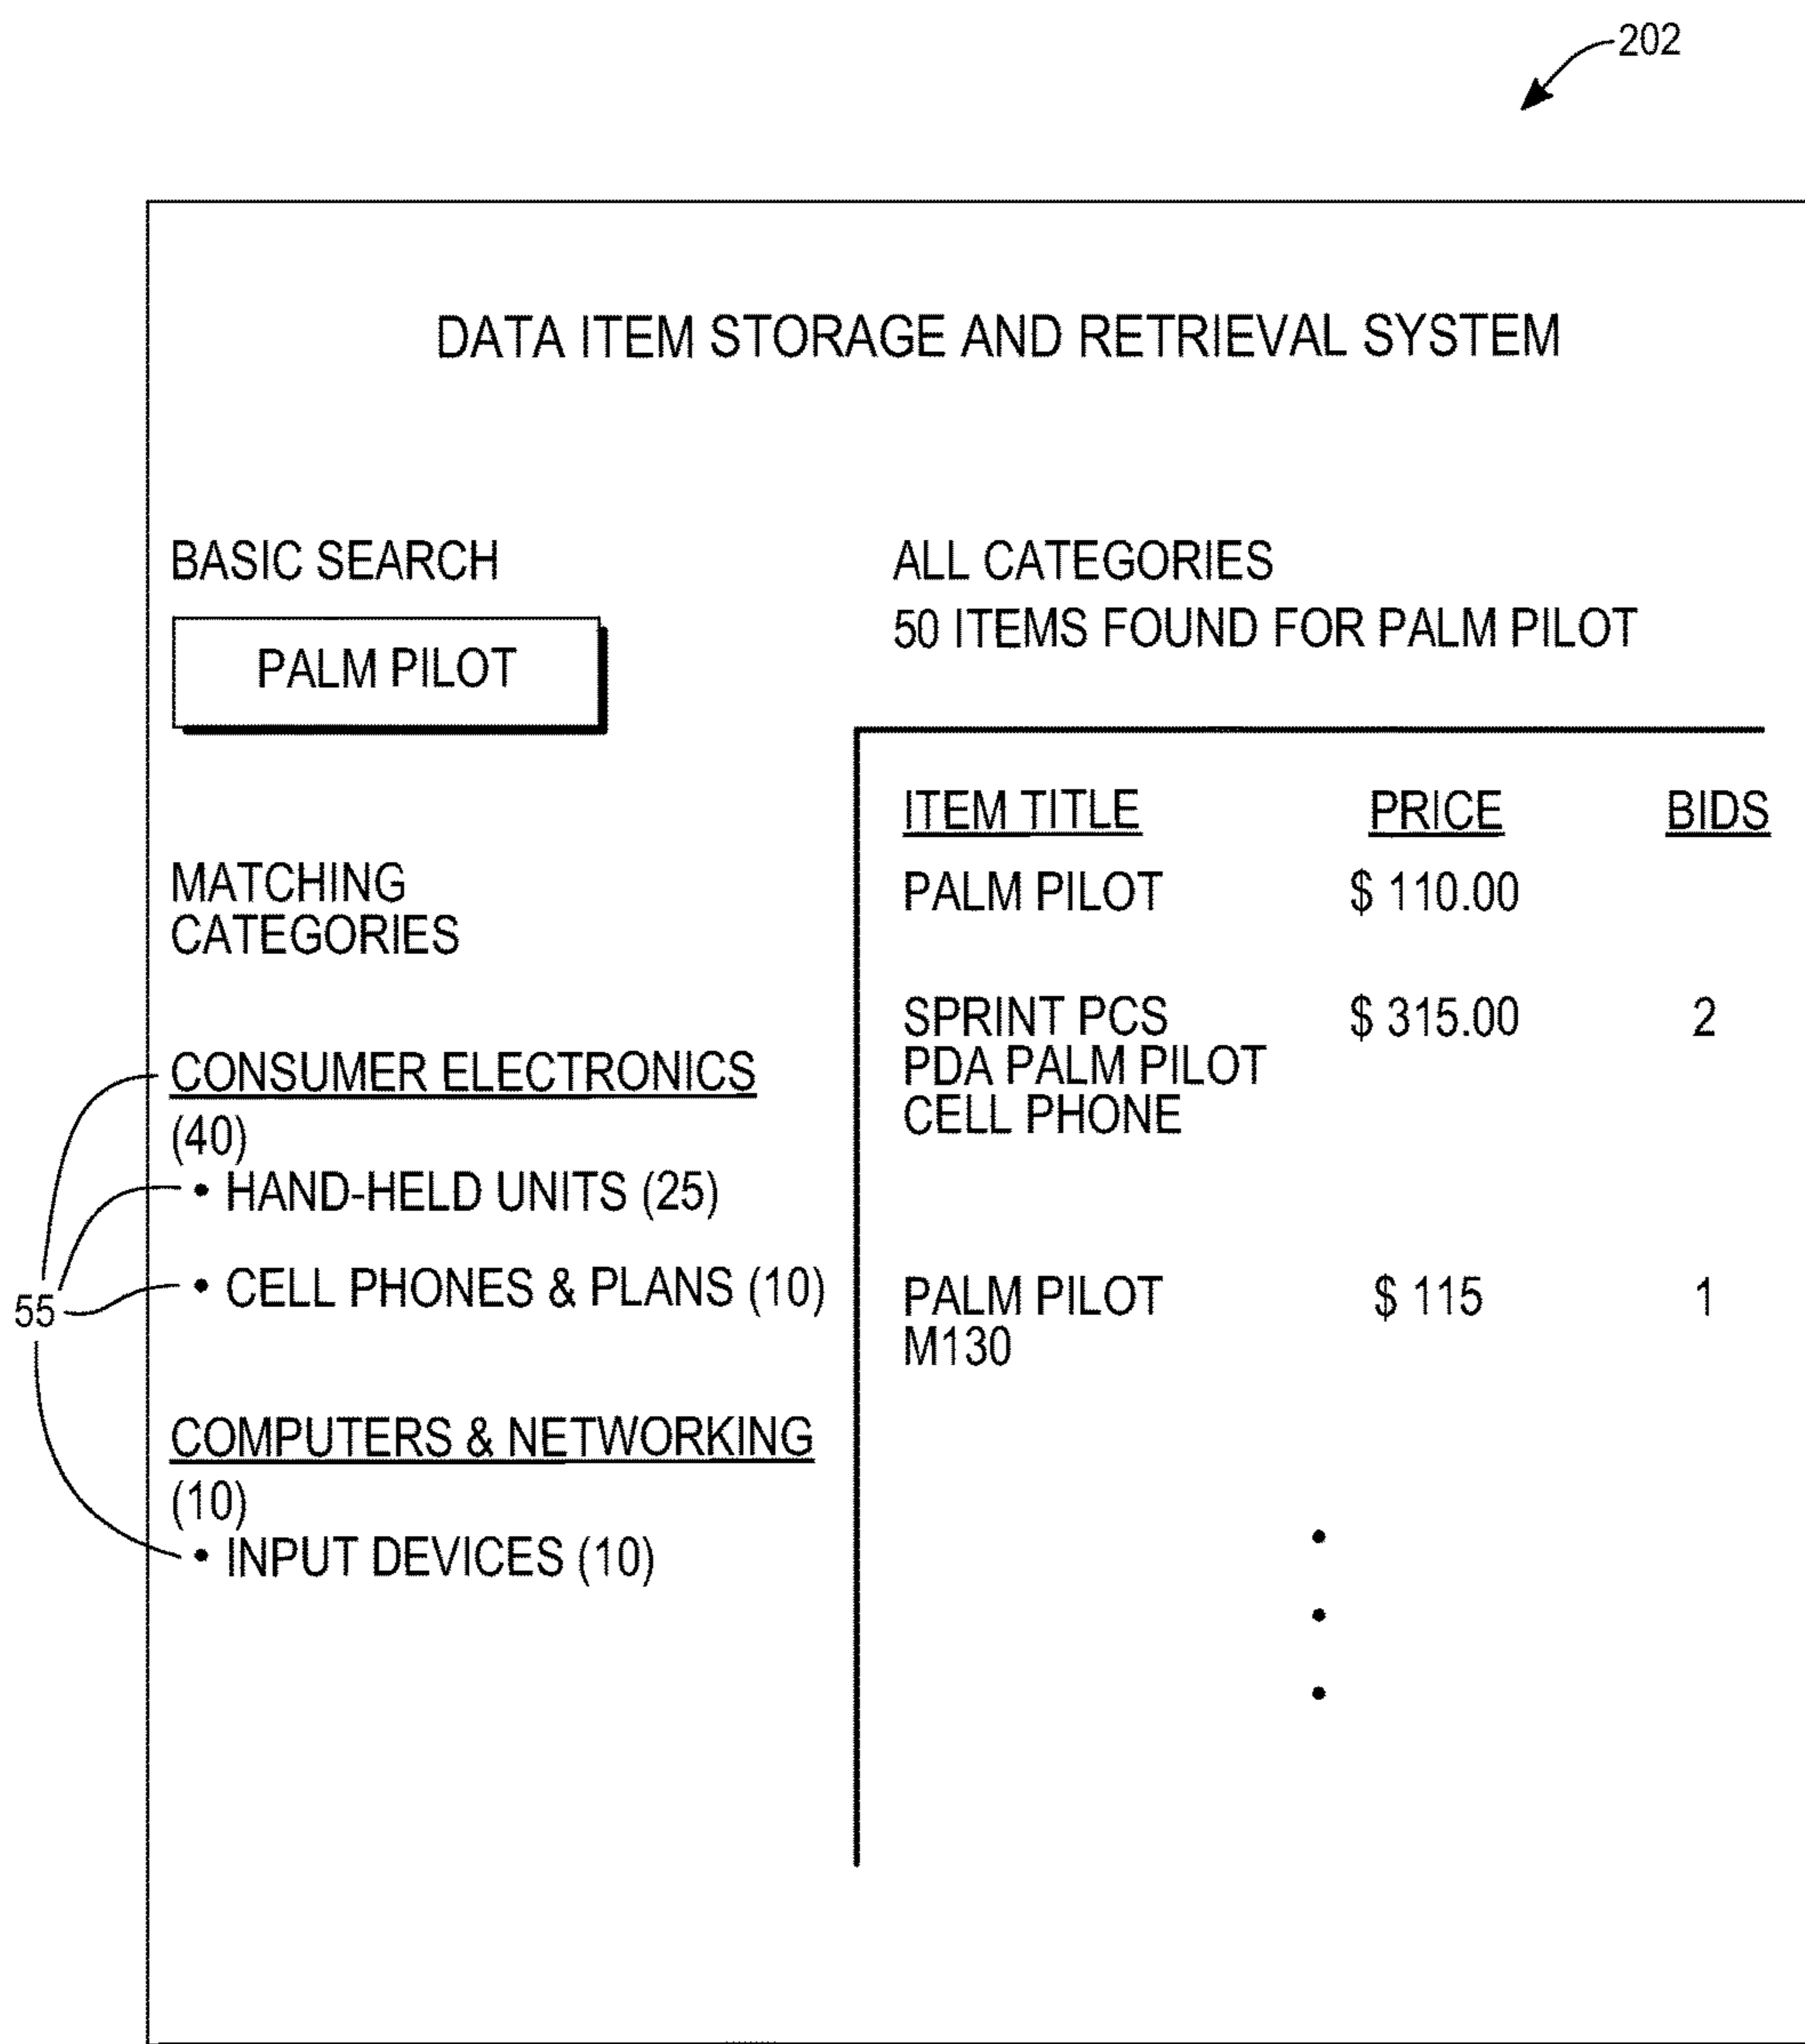 202
DATA ITEM STORAGE AND RETRIEVAL SYSTEM
BASIC SEARCH
PALM PILOT
MATCHING
CATEGORIES
CONSUMER ELECTRONICS
(40)
• HAND-HELD UNITS (25)
• CELL PHONES & PLANS (10)
55
COMPUTERS & NETWORKING
(10)
• INPUT DEVICES (10)
ALL CATEGORIES
50 ITEMS FOUND FOR PALM PILOT
ITEM TITLE PRICE BIDS
PALM PILOT $ 110.00
SPRINT PCS $ 315.00 2
PDA PALM PILOT
CELL PHONE
PALM PILOT $ 115 1
M130